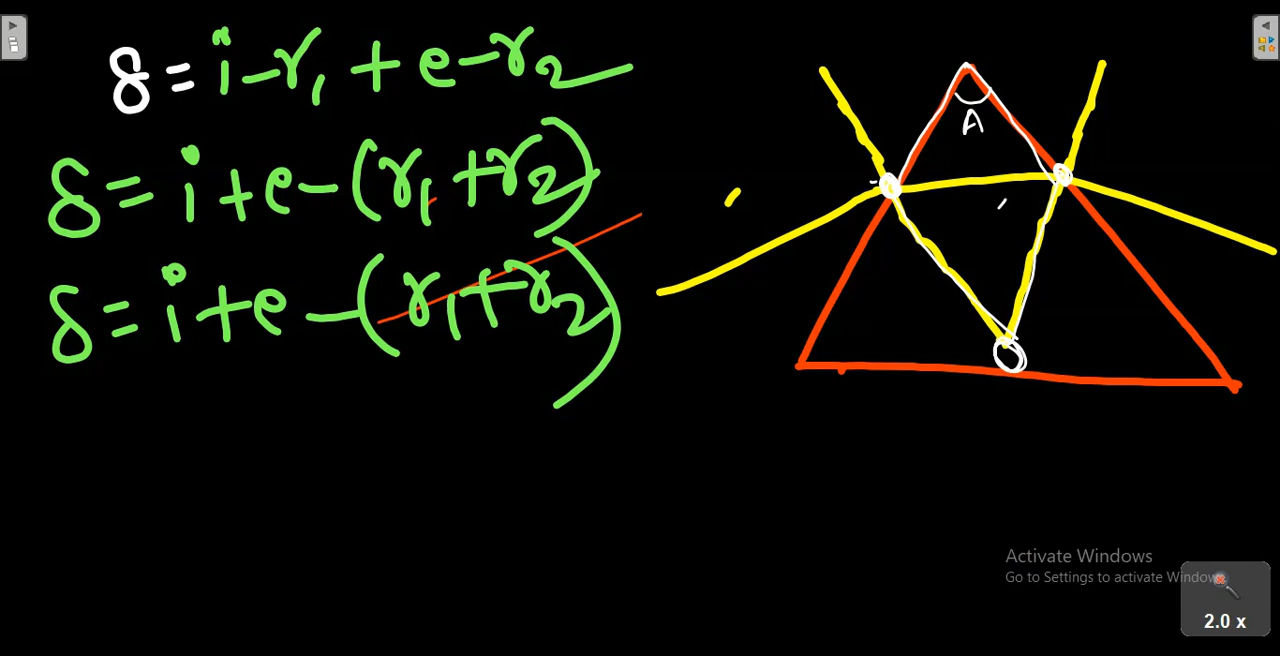 δ = i - r₁ + e - r₂
δ = i + e - (r₁ + r₂)
δ = i + e - (r₁ + r₂)
A
Activate Windows
Go to Settings to activate Windows
2.0 x